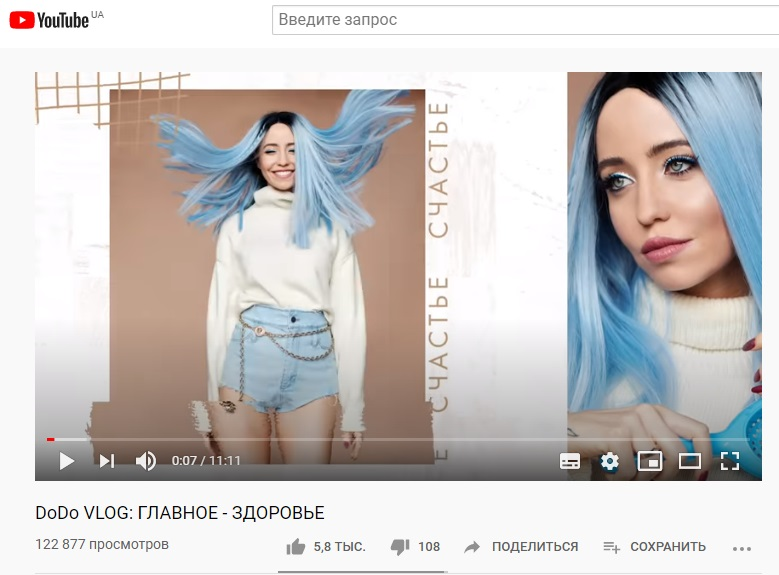 YouTube UA
Введите запрос
СЧАСТЬЕ СЧАСТЬЕ Е
0:07 / 11:11
DoDo VLOG: ГЛАВНОЕ - ЗДОРОВЬЕ
122 877 просмотров
5,8 ТЫС. 108 ПОДЕЛИТЬСЯ СОХРАНИТЬ